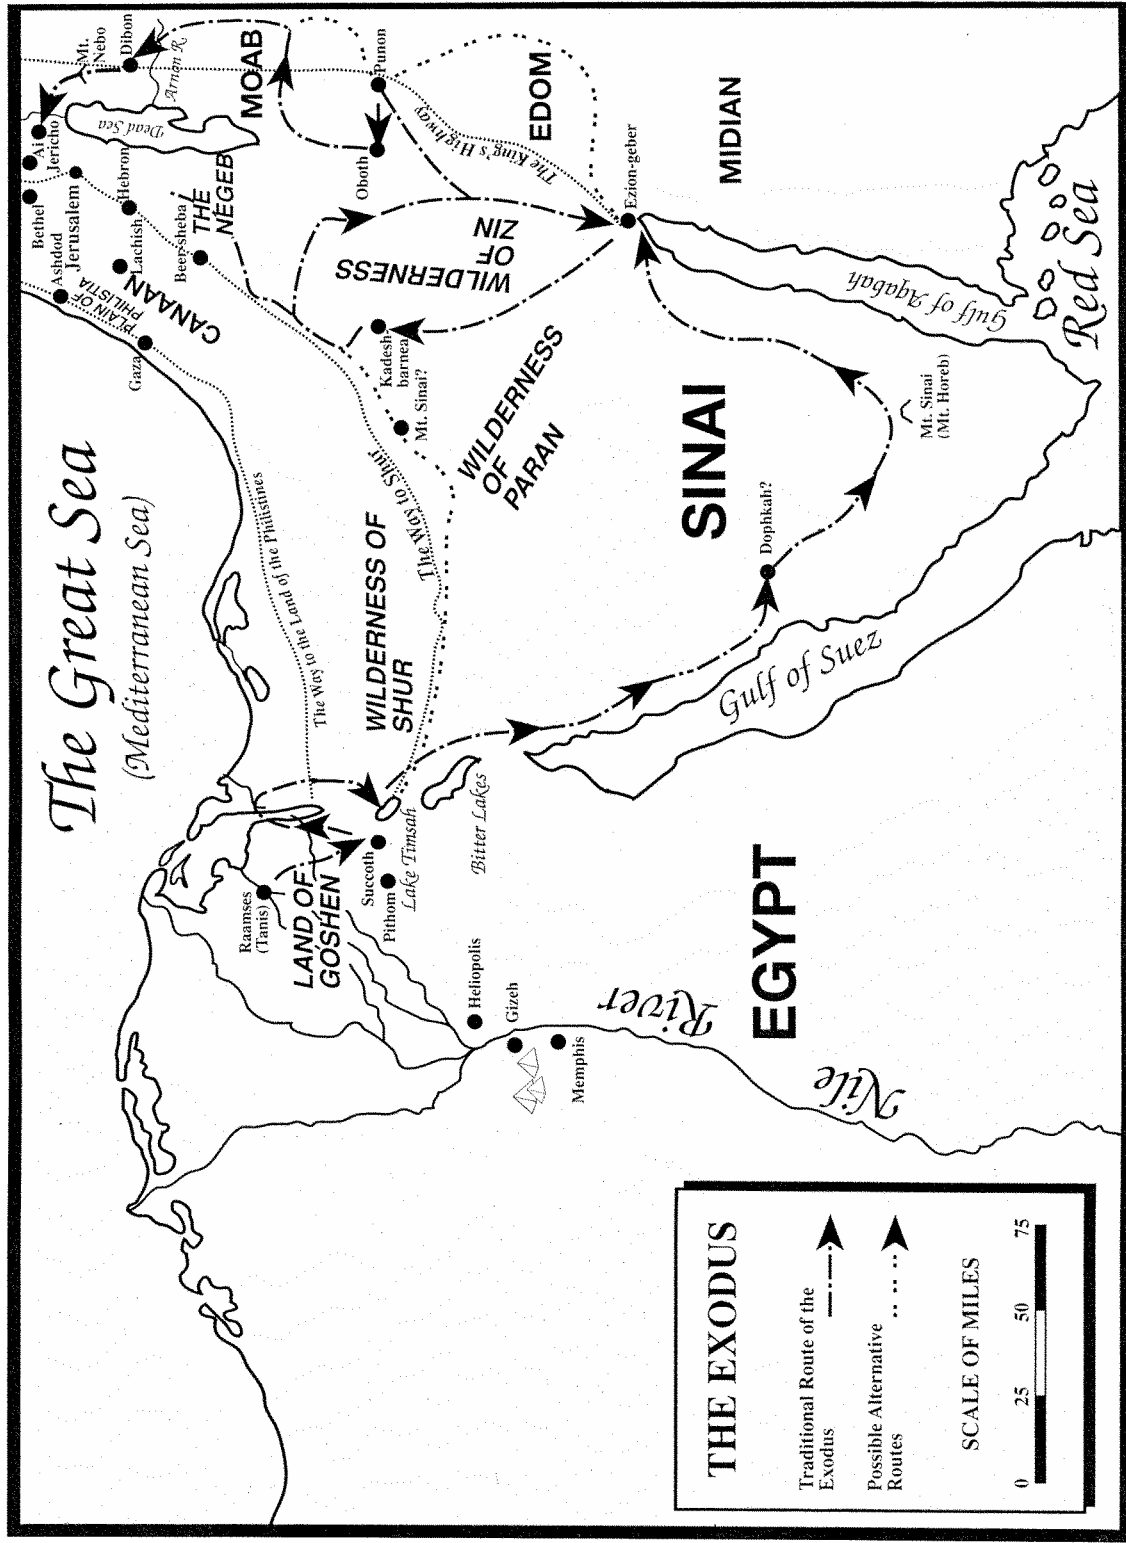 The Great Sea
(Mediterranean Sea)
Ashdod
Bethel
Ai
Jericho
Mt.
Nebo
Dibon
Arnon R.
Dead Sea
Jerusalem
Hebron
Lachish
Beer-sheba
PLAIN OF
PHILISTIA
Gaza
CANAAN
THE
NEGEB
MOAB
Punon
Oboth
The King's Highway
EDOM
MIDIAN
Ezion-geber
WILDERNESS
OF
ZIN
Kadesh-
barnea
Mt. Sinai?
The Way to the Land of the Philistines
The Way to Shur
WILDERNESS OF
SHUR
WILDERNESS
OF
PARAN
SINAI
Dophkah?
Mt. Sinai
(Mt. Horeb)
Gulf of Aqabah
Red Sea
Gulf of Suez
Raamses
(Tanis)
LAND OF
GOSHEN
Succoth
Pithom
Lake Timsah
Bitter Lakes
Heliopolis
Gizeh
Memphis
EGYPT
Nile River
THE EXODUS
Traditional Route of the
Exodus
Possible Alternative
Routes
SCALE OF MILES
0 25 50 75